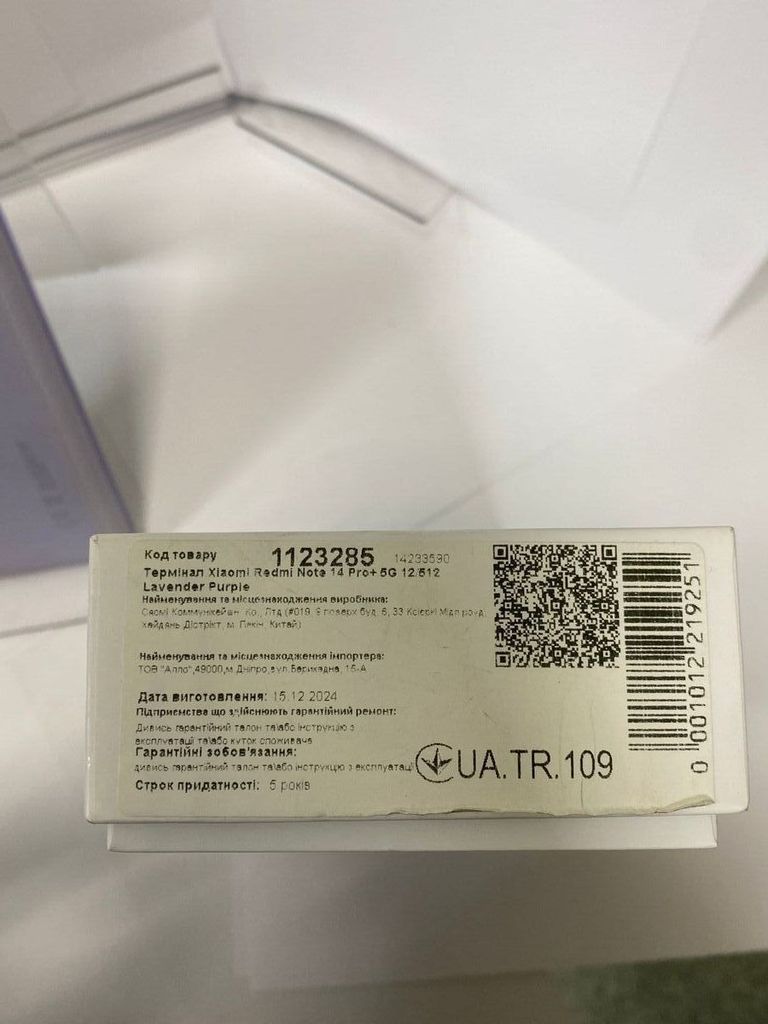 Код товару 1123285 14233590
Термінал Xiaomi Redmi Note 14 Pro+ 5G 12/512
Lavender Purple
Найменування та місцезнаходження виробника:
Сяомі Коммунікейшн Ко., Лтд (#019, 9 поверх буд. 6, 33 Ксієрчі Мідл роуд,
Хайдянь Дістрікт, м. Пекін, Китай)
Найменування та місцезнаходження імпортера:
ТОВ "Алло",49000,м.Дніпро,вул.Барикадна, 15-А
Дата виготовлення: 15.12.2024
Підприємства що здійснюють гарантійний ремонт:
Дивись гарантійний талон та\або інструкцію з
експлуатації та\або куток споживача
Гарантійні зобов'язання:
дивись гарантійний талон та\або інструкцію з експлуатації
UA.TR.109
Строк придатності: 5 років
0 001012 219251